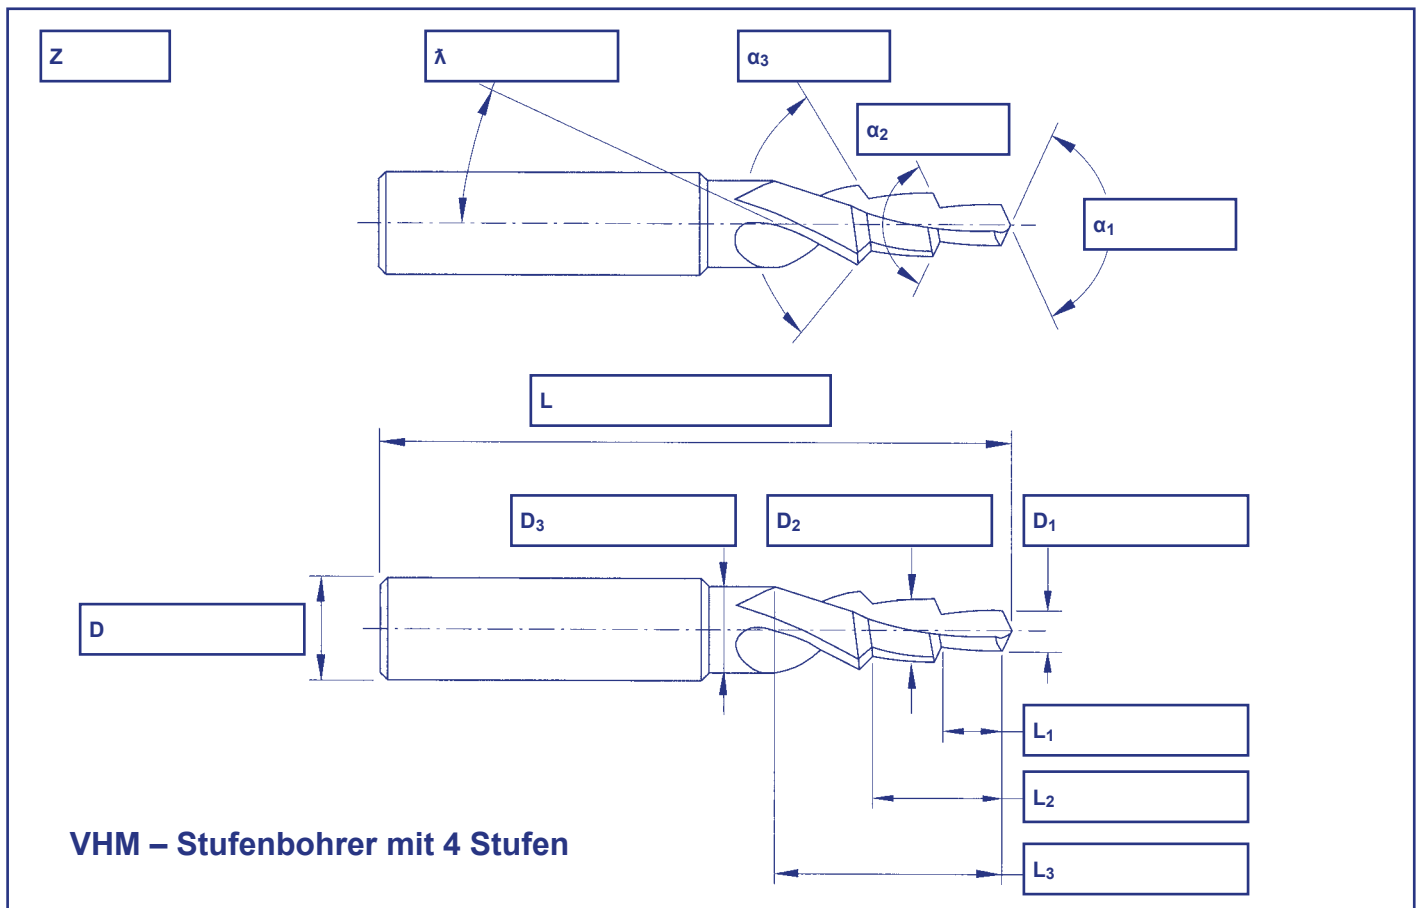 Z
ƛ
α₃
α₂
α₁
L
D₃
D₂
D₁
D
L₁
L₂
VHM – Stufenbohrer mit 4 Stufen
L₃